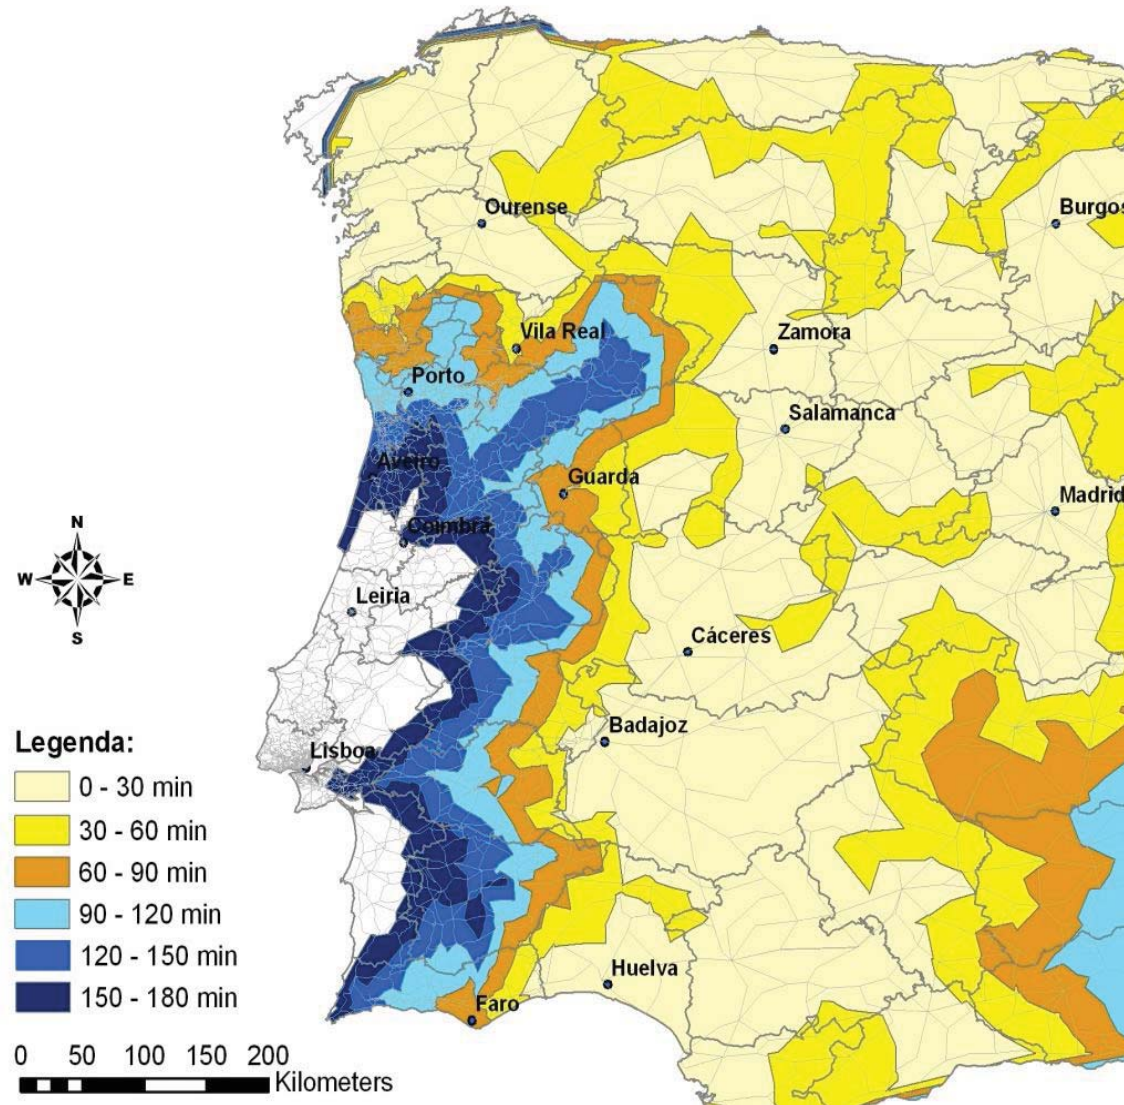 Ourense
Burgos
Vila Real
Zamora
Porto
Salamanca
Aveiro
Guarda
Madrid
N
Coimbra
W E
Leiria
S
Cáceres
Badajoz
Legenda:
Lisboa
0 - 30 min
30 - 60 min
60 - 90 min
90 - 120 min
120 - 150 min
Huelva
150 - 180 min
Faro
0 50 100 150 200
Kilometers